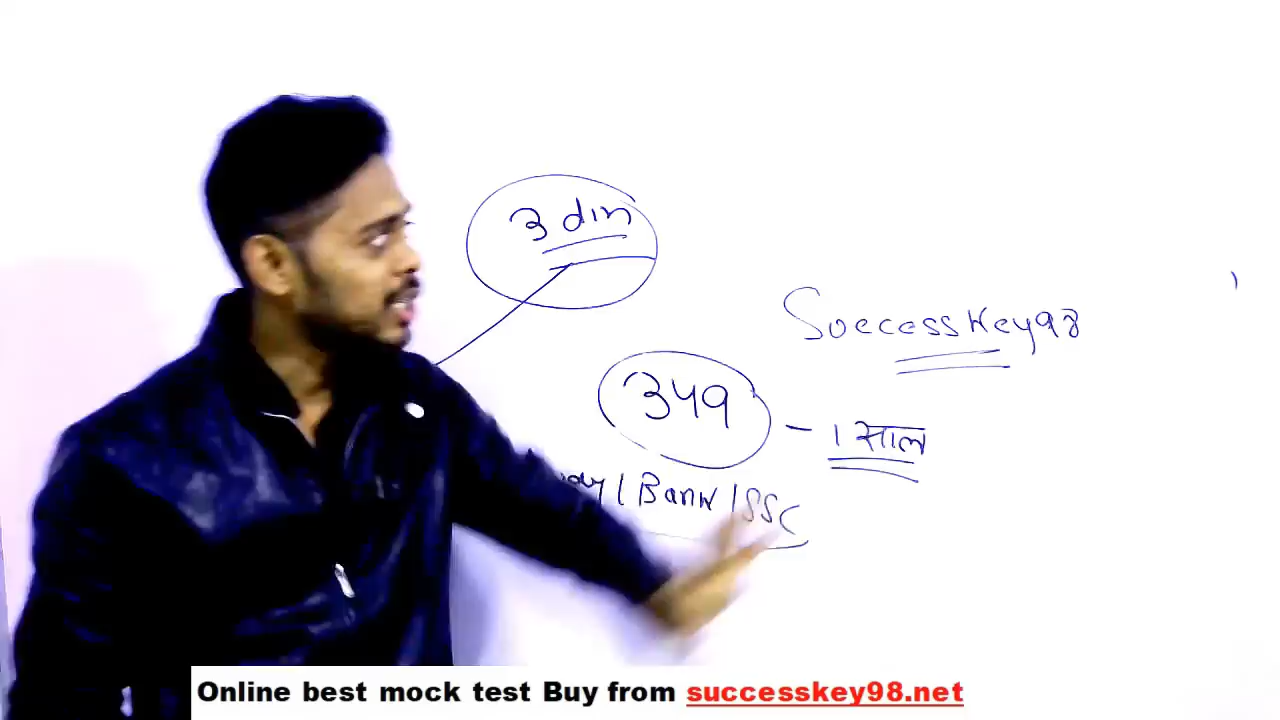 3 din
SuccessKey98
349 - 1 साल
/ Bank / SSC
Online best mock test Buy from successkey98.net